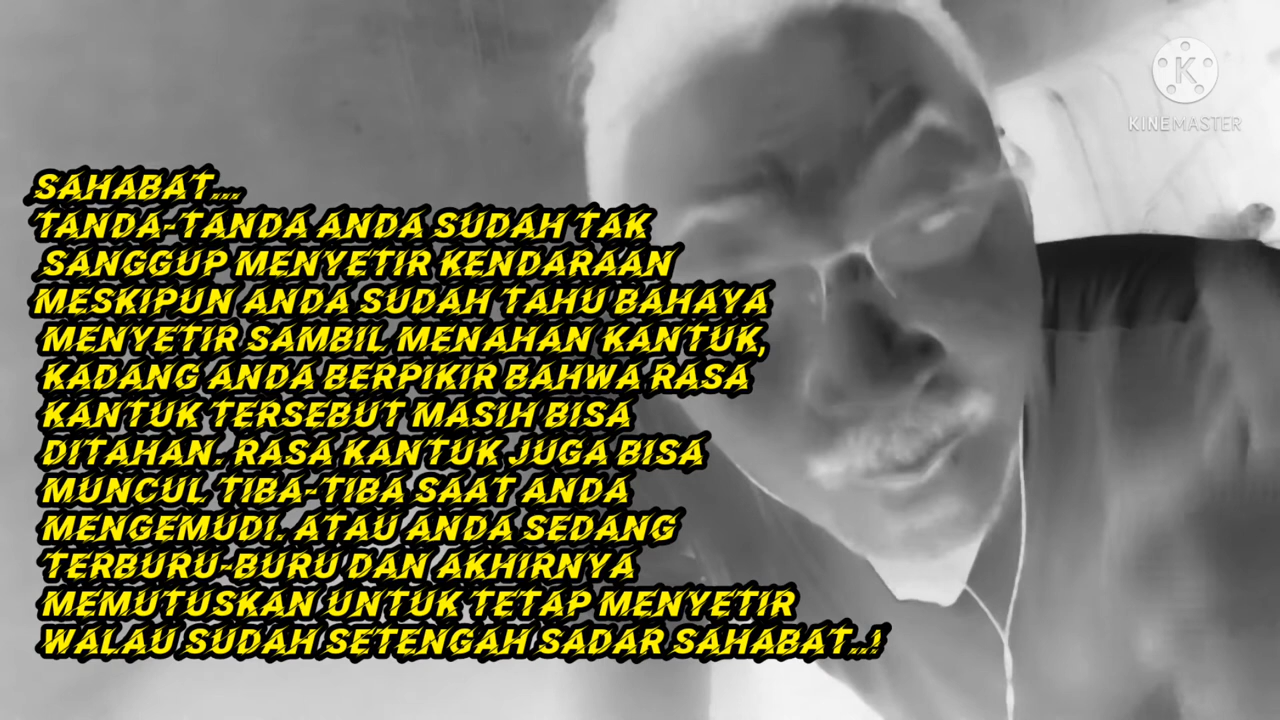 SAHABAT...
TANDA-TANDA ANDA SUDAH TAK
SANGGUP MENYETIR KENDARAAN
MESKIPUN ANDA SUDAH TAHU BAHAYA
MENYETIR SAMBIL MENAHAN KANTUK,
KADANG ANDA BERPIKIR BAHWA RASA
KANTUK TERSEBUT MASIH BISA
DITAHAN. RASA KANTUK JUGA BISA
MUNCUL TIBA-TIBA SAAT ANDA
MENGEMUDI. ATAU ANDA SEDANG
TERBURU-BURU DAN AKHIRNYA
MEMUTUSKAN UNTUK TETAP MENYETIR
WALAU SUDAH SETENGAH SADAR SAHABAT..!
K
KINEMASTER